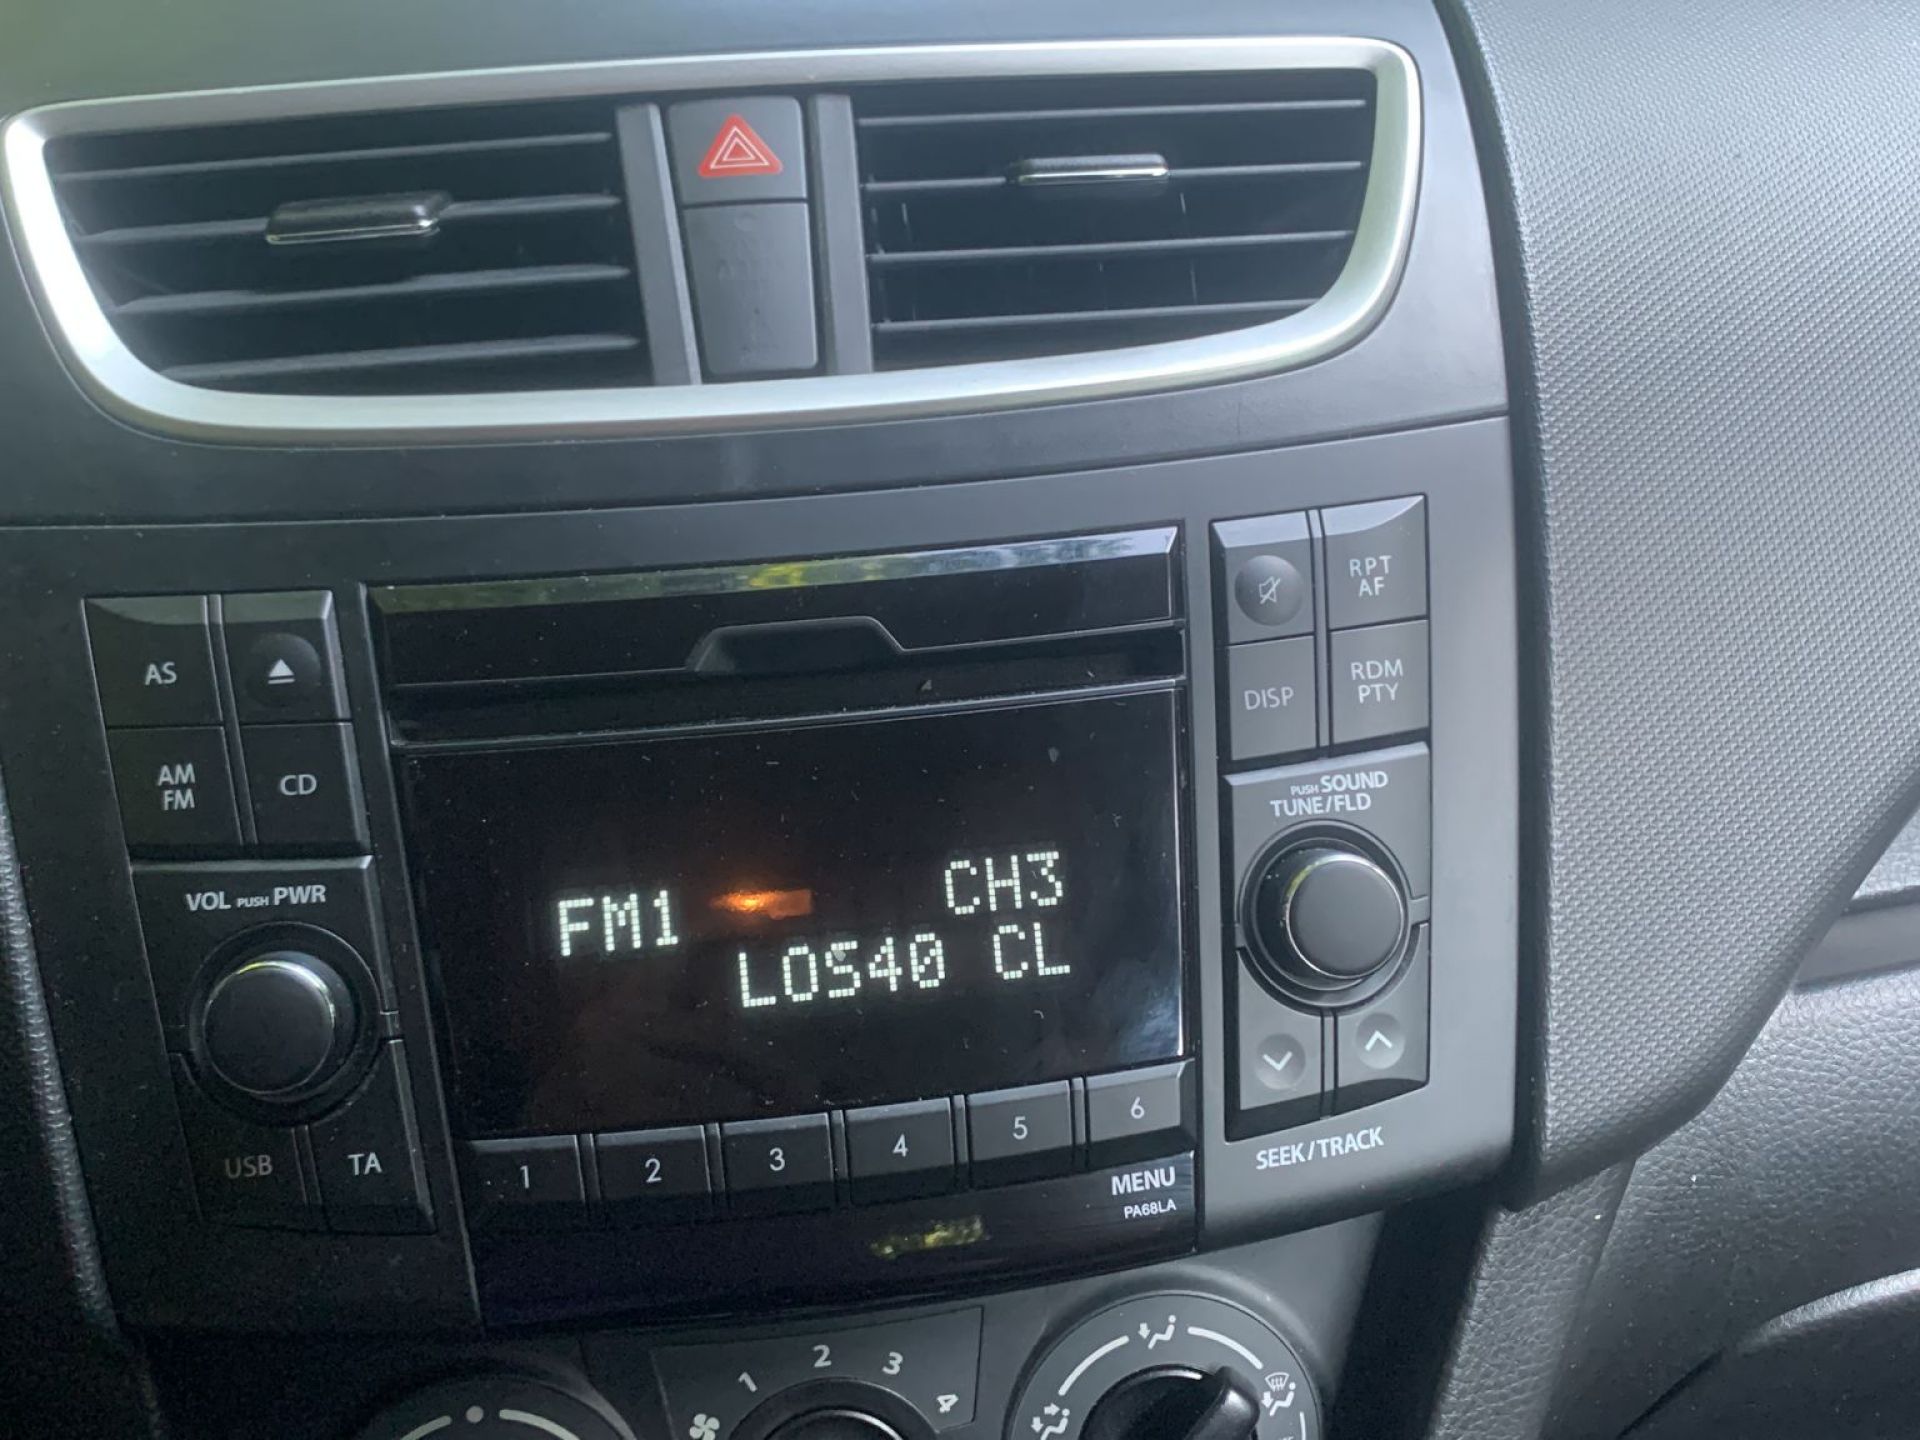 AS
AM
FM
CD
VOL PUSH PWR
USB
TA
FM1
CH3
LOS40 CL
1
2
3
4
5
6
MENU
PA68LA
RPT
AF
DISP
RDM
PTY
PUSH SOUND
TUNE/FLD
SEEK/TRACK
1
2
3
4